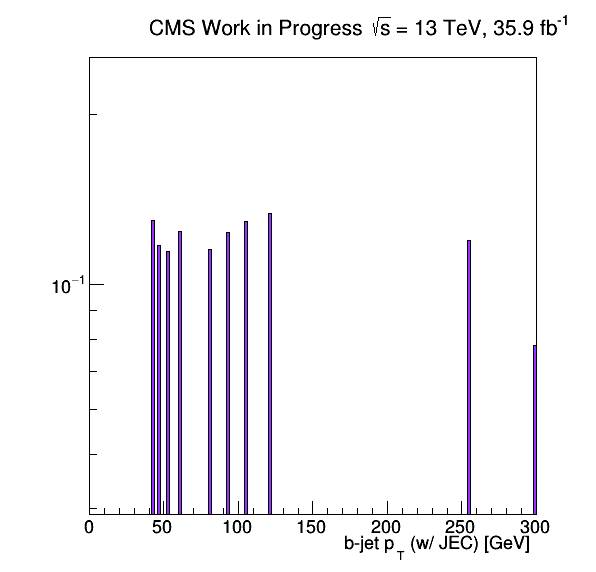 CMS Work in Progress √s = 13 TeV, 35.9 fb⁻¹
10⁻¹
0 50 100 150 200 250 300
b-jet p_T (w/ JEC) [GeV]